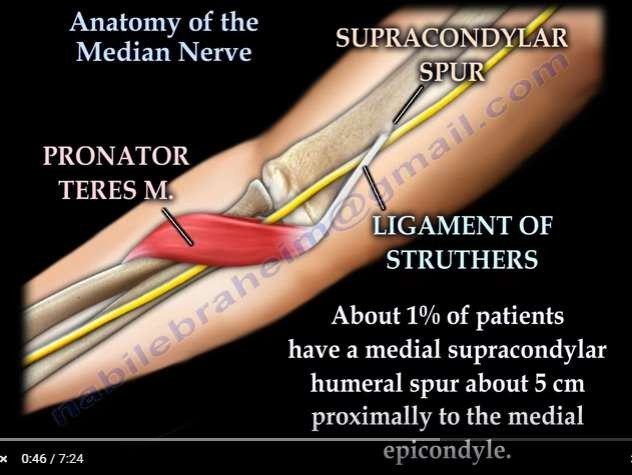 Anatomy of the
Median Nerve
SUPRACONDYLAR
SPUR
PRONATOR
TERES M.
LIGAMENT OF
STRUTHERS
nabilebraheim@gmail.com
About 1% of patients
have a medial supracondylar
humeral spur about 5 cm
proximally to the medial
epicondyle.
0:46 / 7:24